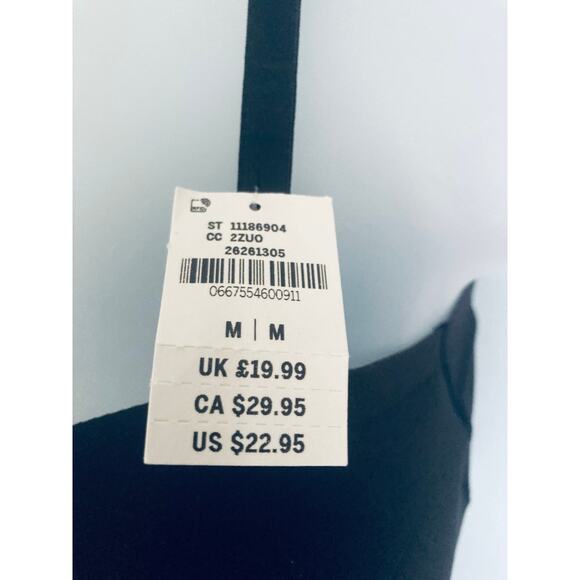 ST 11186904
CC 2ZUO
26261305
0667554600911
M | M
UK £19.99
CA $29.95
US $22.95